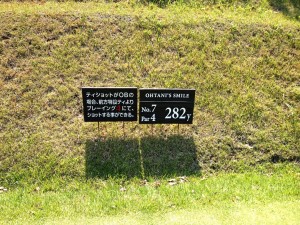 ティショットがOBの
場合、前方特設ティより
プレーイング4にて、
ショットする事ができる。
OHTANI'S SMILE
No.7
Par 4
282y